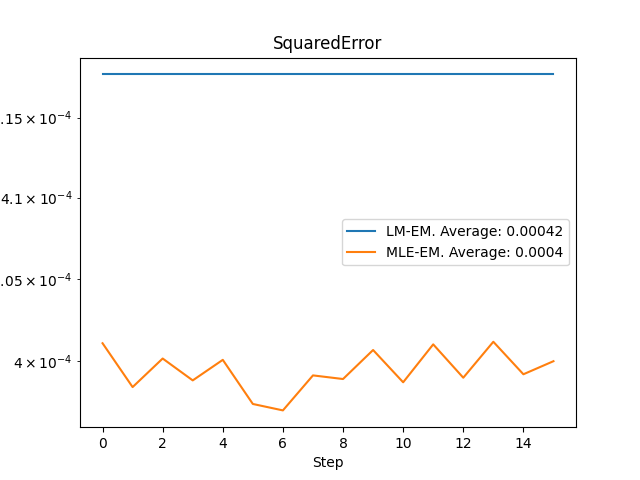 SquaredError
.15 × 10⁻⁴
4.1 × 10⁻⁴
.05 × 10⁻⁴
4 × 10⁻⁴
LM-EM. Average: 0.00042
MLE-EM. Average: 0.0004
0 2 4 6 8 10 12 14
Step